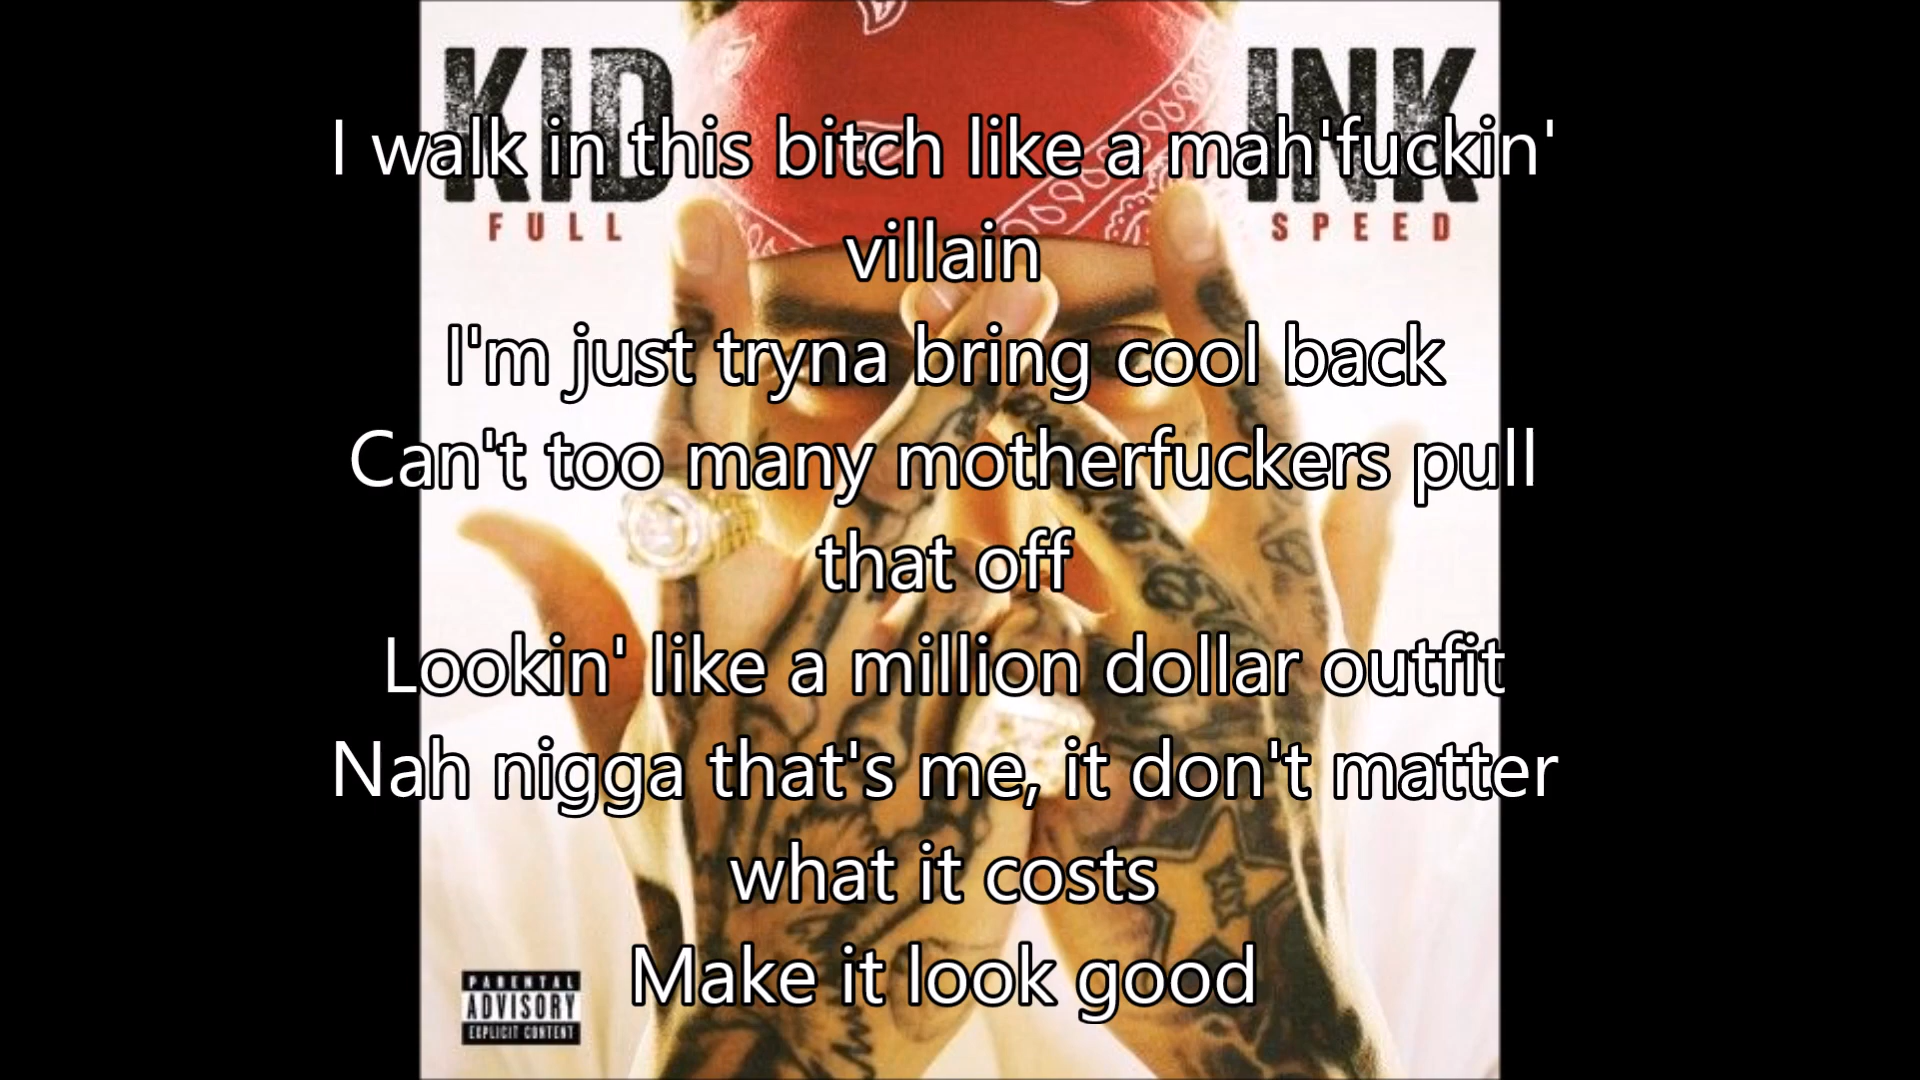 KID INK
FULL SPEED
I walk in this bitch like a mah'fuckin'
villain
I'm just tryna bring cool back
Can't too many motherfuckers pull
that off
Lookin' like a million dollar outfit
Nah nigga that's me, it don't matter
what it costs
Make it look good
PARENTAL
ADVISORY
EXPLICIT CONTENT